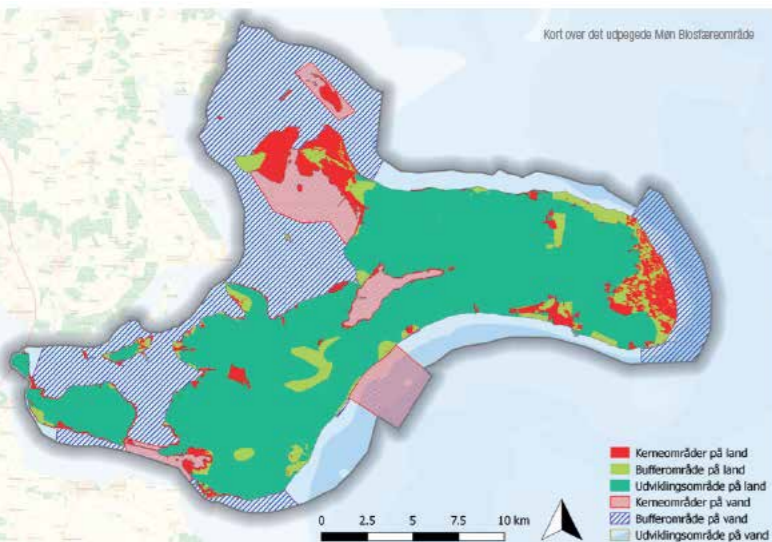 Kort over det udpegede Møn Biosfæreområde
Kerneområder på land
Bufferområde på land
Udviklingsområde på land
Kerneområder på vand
Bufferområde på vand
Udviklingsområde på vand
0 2.5 5 7.5 10 km